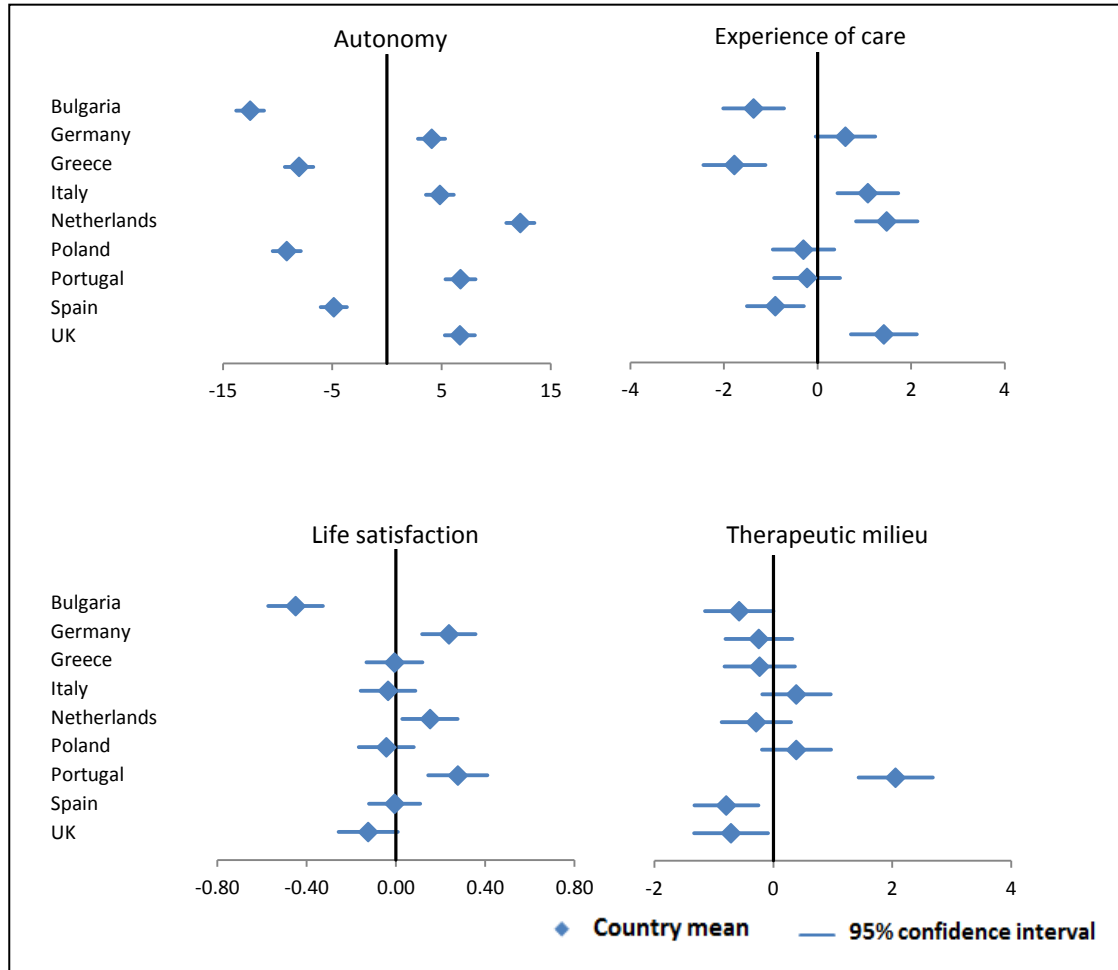 Autonomy
Experience of care
Bulgaria
Germany
Greece
Italy
Netherlands
Poland
Portugal
Spain
UK
-15 -5 5 15
-4 -2 0 2 4
Life satisfaction
Therapeutic milieu
Bulgaria
Germany
Greece
Italy
Netherlands
Poland
Portugal
Spain
UK
-0.80 -0.40 0.00 0.40 0.80
-2 0 2 4
Country mean
95% confidence interval